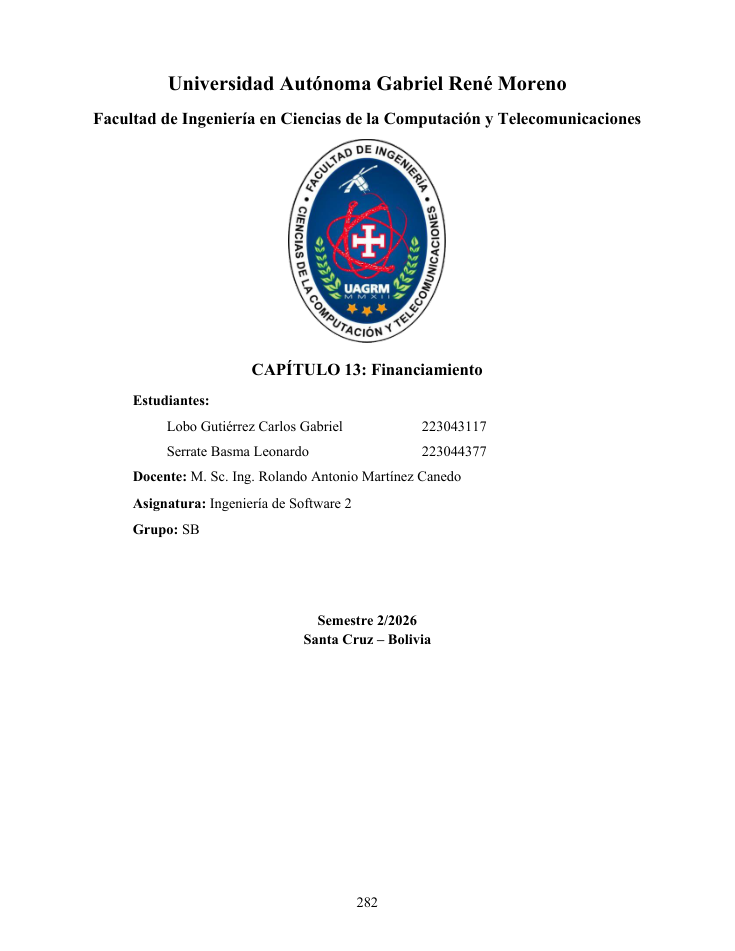 Universidad Autónoma Gabriel René Moreno
Facultad de Ingeniería en Ciencias de la Computación y Telecomunicaciones
• FACULTAD DE INGENIERÍA •
CIENCIAS DE LA COMPUTACIÓN Y TELECOMUNICACIONES
UAGRM
MMXII
CAPÍTULO 13: Financiamiento
Estudiantes:
Lobo Gutiérrez Carlos Gabriel 223043117
Serrate Basma Leonardo 223044377
Docente: M. Sc. Ing. Rolando Antonio Martínez Canedo
Asignatura: Ingeniería de Software 2
Grupo: SB
Semestre 2/2026
Santa Cruz – Bolivia
282